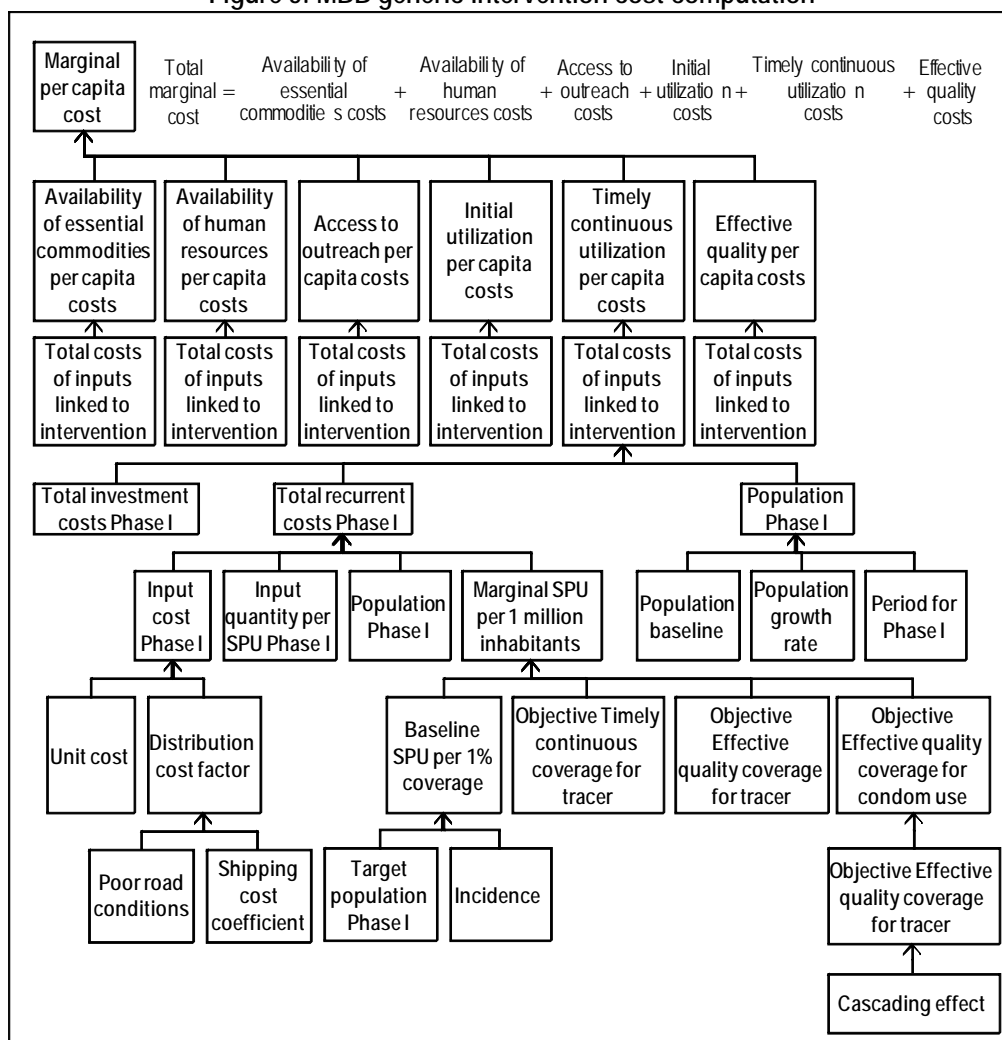 Figure 9. MBB generic intervention cost computation
Marginal
per capita
cost
Total
marginal =
cost
Availability of
essential
commoditie s costs
+
Availability of
human
resources costs
+
Access to
outreach
costs
+
Initial
utilizatio n
costs
+
Timely continuous
utilizatio n
costs
+
Effective
quality
costs
Availability
of essential
commodities
per capita
costs
Availability
of human
resources
per capita
costs
Access to
outreach per
capita costs
Initial
utilization
per capita
costs
Timely
continuous
utilization
per capita
costs
Effective
quality per
capita costs
Total costs
of inputs
linked to
intervention
Total costs
of inputs
linked to
intervention
Total costs
of inputs
linked to
intervention
Total costs
of inputs
linked to
intervention
Total costs
of inputs
linked to
intervention
Total costs
of inputs
linked to
intervention
Total investment
costs Phase I
Total recurrent
costs Phase I
Population
Phase I
Input
cost
Phase I
Input
quantity per
SPU Phase I
Population
Phase I
Marginal SPU
per 1 million
inhabitants
Population
baseline
Population
growth
rate
Period for
Phase I
Unit cost
Distribution
cost factor
Baseline
SPU per 1%
coverage
Objective Timely
continuous
coverage for
tracer
Objective
Effective
quality coverage
for tracer
Objective
Effective quality
coverage for
condom use
Poor road
conditions
Shipping
cost
coefficient
Target
population
Phase I
Incidence
Objective Effective
quality coverage
for tracer
Cascading effect